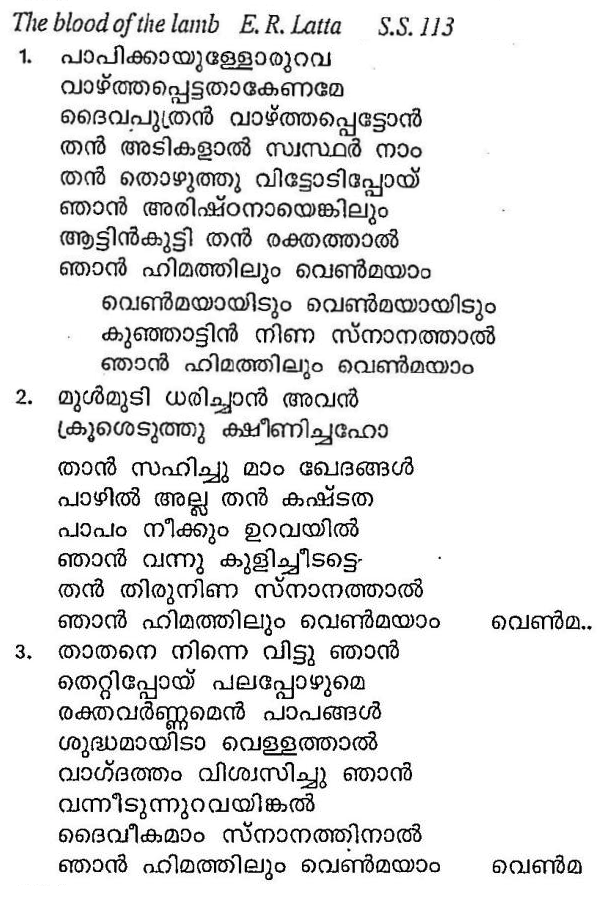 The blood of the lamb E. R. Latta S.S. 113
1. പാപിക്കായുള്ളോരുറവ
വാഴ്ത്തപ്പെട്ടതാകേണമേ
ദൈവപുത്രൻ വാഴ്ത്തപ്പെട്ടോൻ
തൻ അടികളാൽ സ്വസ്ഥർ നാം
തൻ തൊഴുത്തു വിട്ടോടിപ്പോയ്
ഞാൻ അരിഷ്ഠനായെങ്കിലും
ആട്ടിൻകുട്ടി തൻ രക്തത്താൽ
ഞാൻ ഹിമത്തിലും വെൺമയാം
വെൺമയായിടും വെൺമയായിടും
കുഞ്ഞാട്ടിൻ നിണ സ്നാനത്താൽ
ഞാൻ ഹിമത്തിലും വെൺമയാം
2. മുൾമുടി ധരിച്ചാൻ അവൻ
ക്രൂശെടുത്തു ക്ഷീണിച്ചഹോ
താൻ സഹിച്ചു മാം ഖേദങ്ങൾ
പാഴിൽ അല്ല തൻ കഷ്ടത
പാപം നീക്കും ഉറവയിൽ
ഞാൻ വന്നു കുളിച്ചീടട്ടെ
തൻ തിരുനിണ സ്നാനത്താൽ
ഞാൻ ഹിമത്തിലും വെൺമയാം വെൺമ..
3. താതനെ നിന്നെ വിട്ടു ഞാൻ
തെറ്റിപ്പോയ് പലപ്പോഴുമെ
രക്തവർണ്ണമെൻ പാപങ്ങൾ
ശുദ്ധമായിടാ വെള്ളത്താൽ
വാഗ്ദത്തം വിശ്വസിച്ചു ഞാൻ
വന്നീടുന്നുറവയിങ്കൽ
ദൈവീകമാം സ്നാനത്തിനാൽ
ഞാൻ ഹിമത്തിലും വെൺമയാം വെൺമ